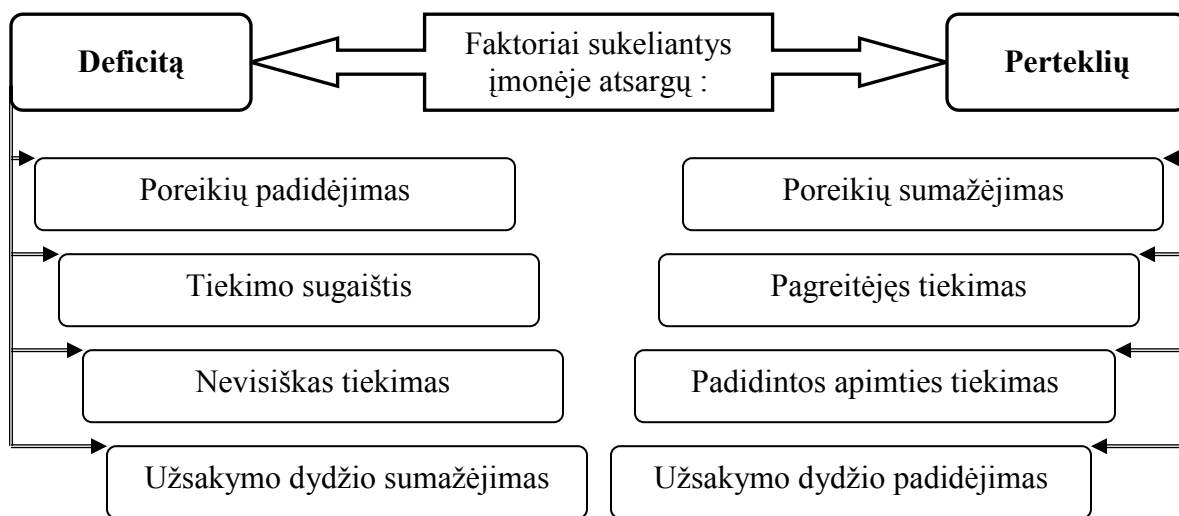 Deficitą
Faktoriai sukeliantys
įmonėje atsargų :
Perteklių
Poreikių padidėjimas
Poreikių sumažėjimas
Tiekimo sugaištis
Pagreitėjęs tiekimas
Nevisiškas tiekimas
Padidintos apimties tiekimas
Užsakymo dydžio sumažėjimas
Užsakymo dydžio padidėjimas